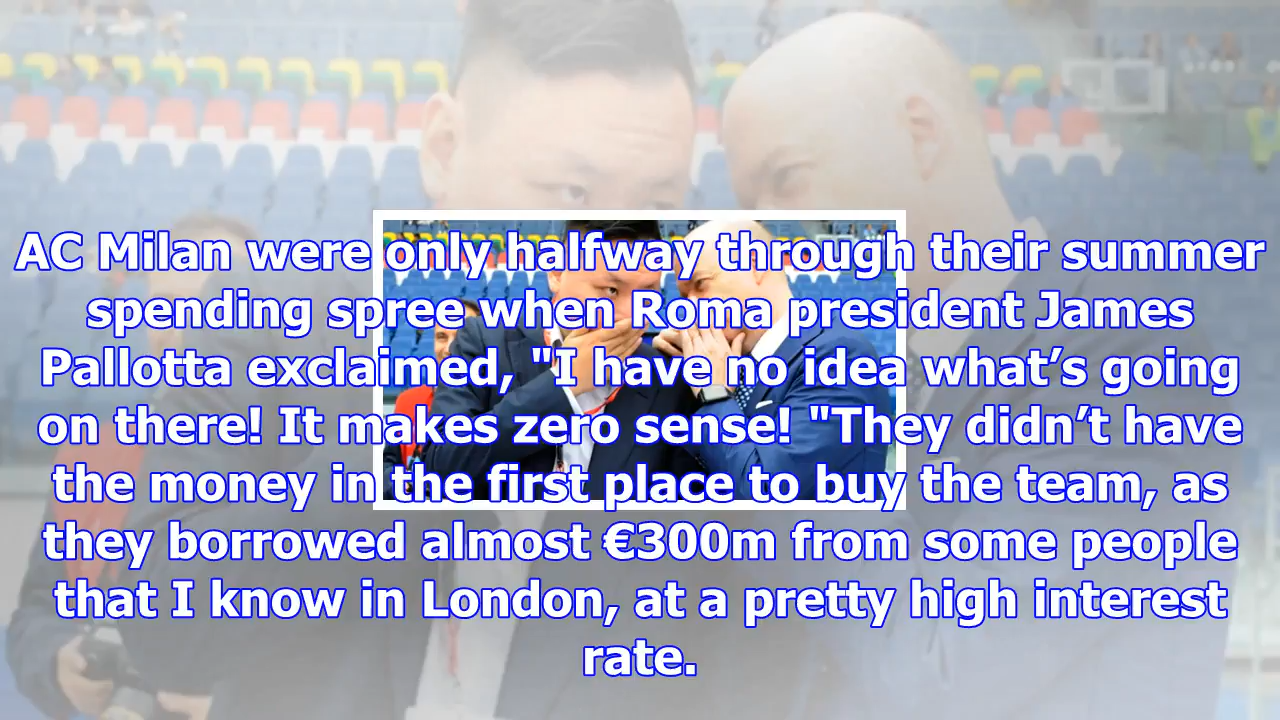 AC Milan were only halfway through their summer
spending spree when Roma president James
Pallotta exclaimed, "I have no idea what’s going
on there! It makes zero sense! "They didn’t have
the money in the first place to buy the team, as
they borrowed almost €300m from some people
that I know in London, at a pretty high interest
rate.